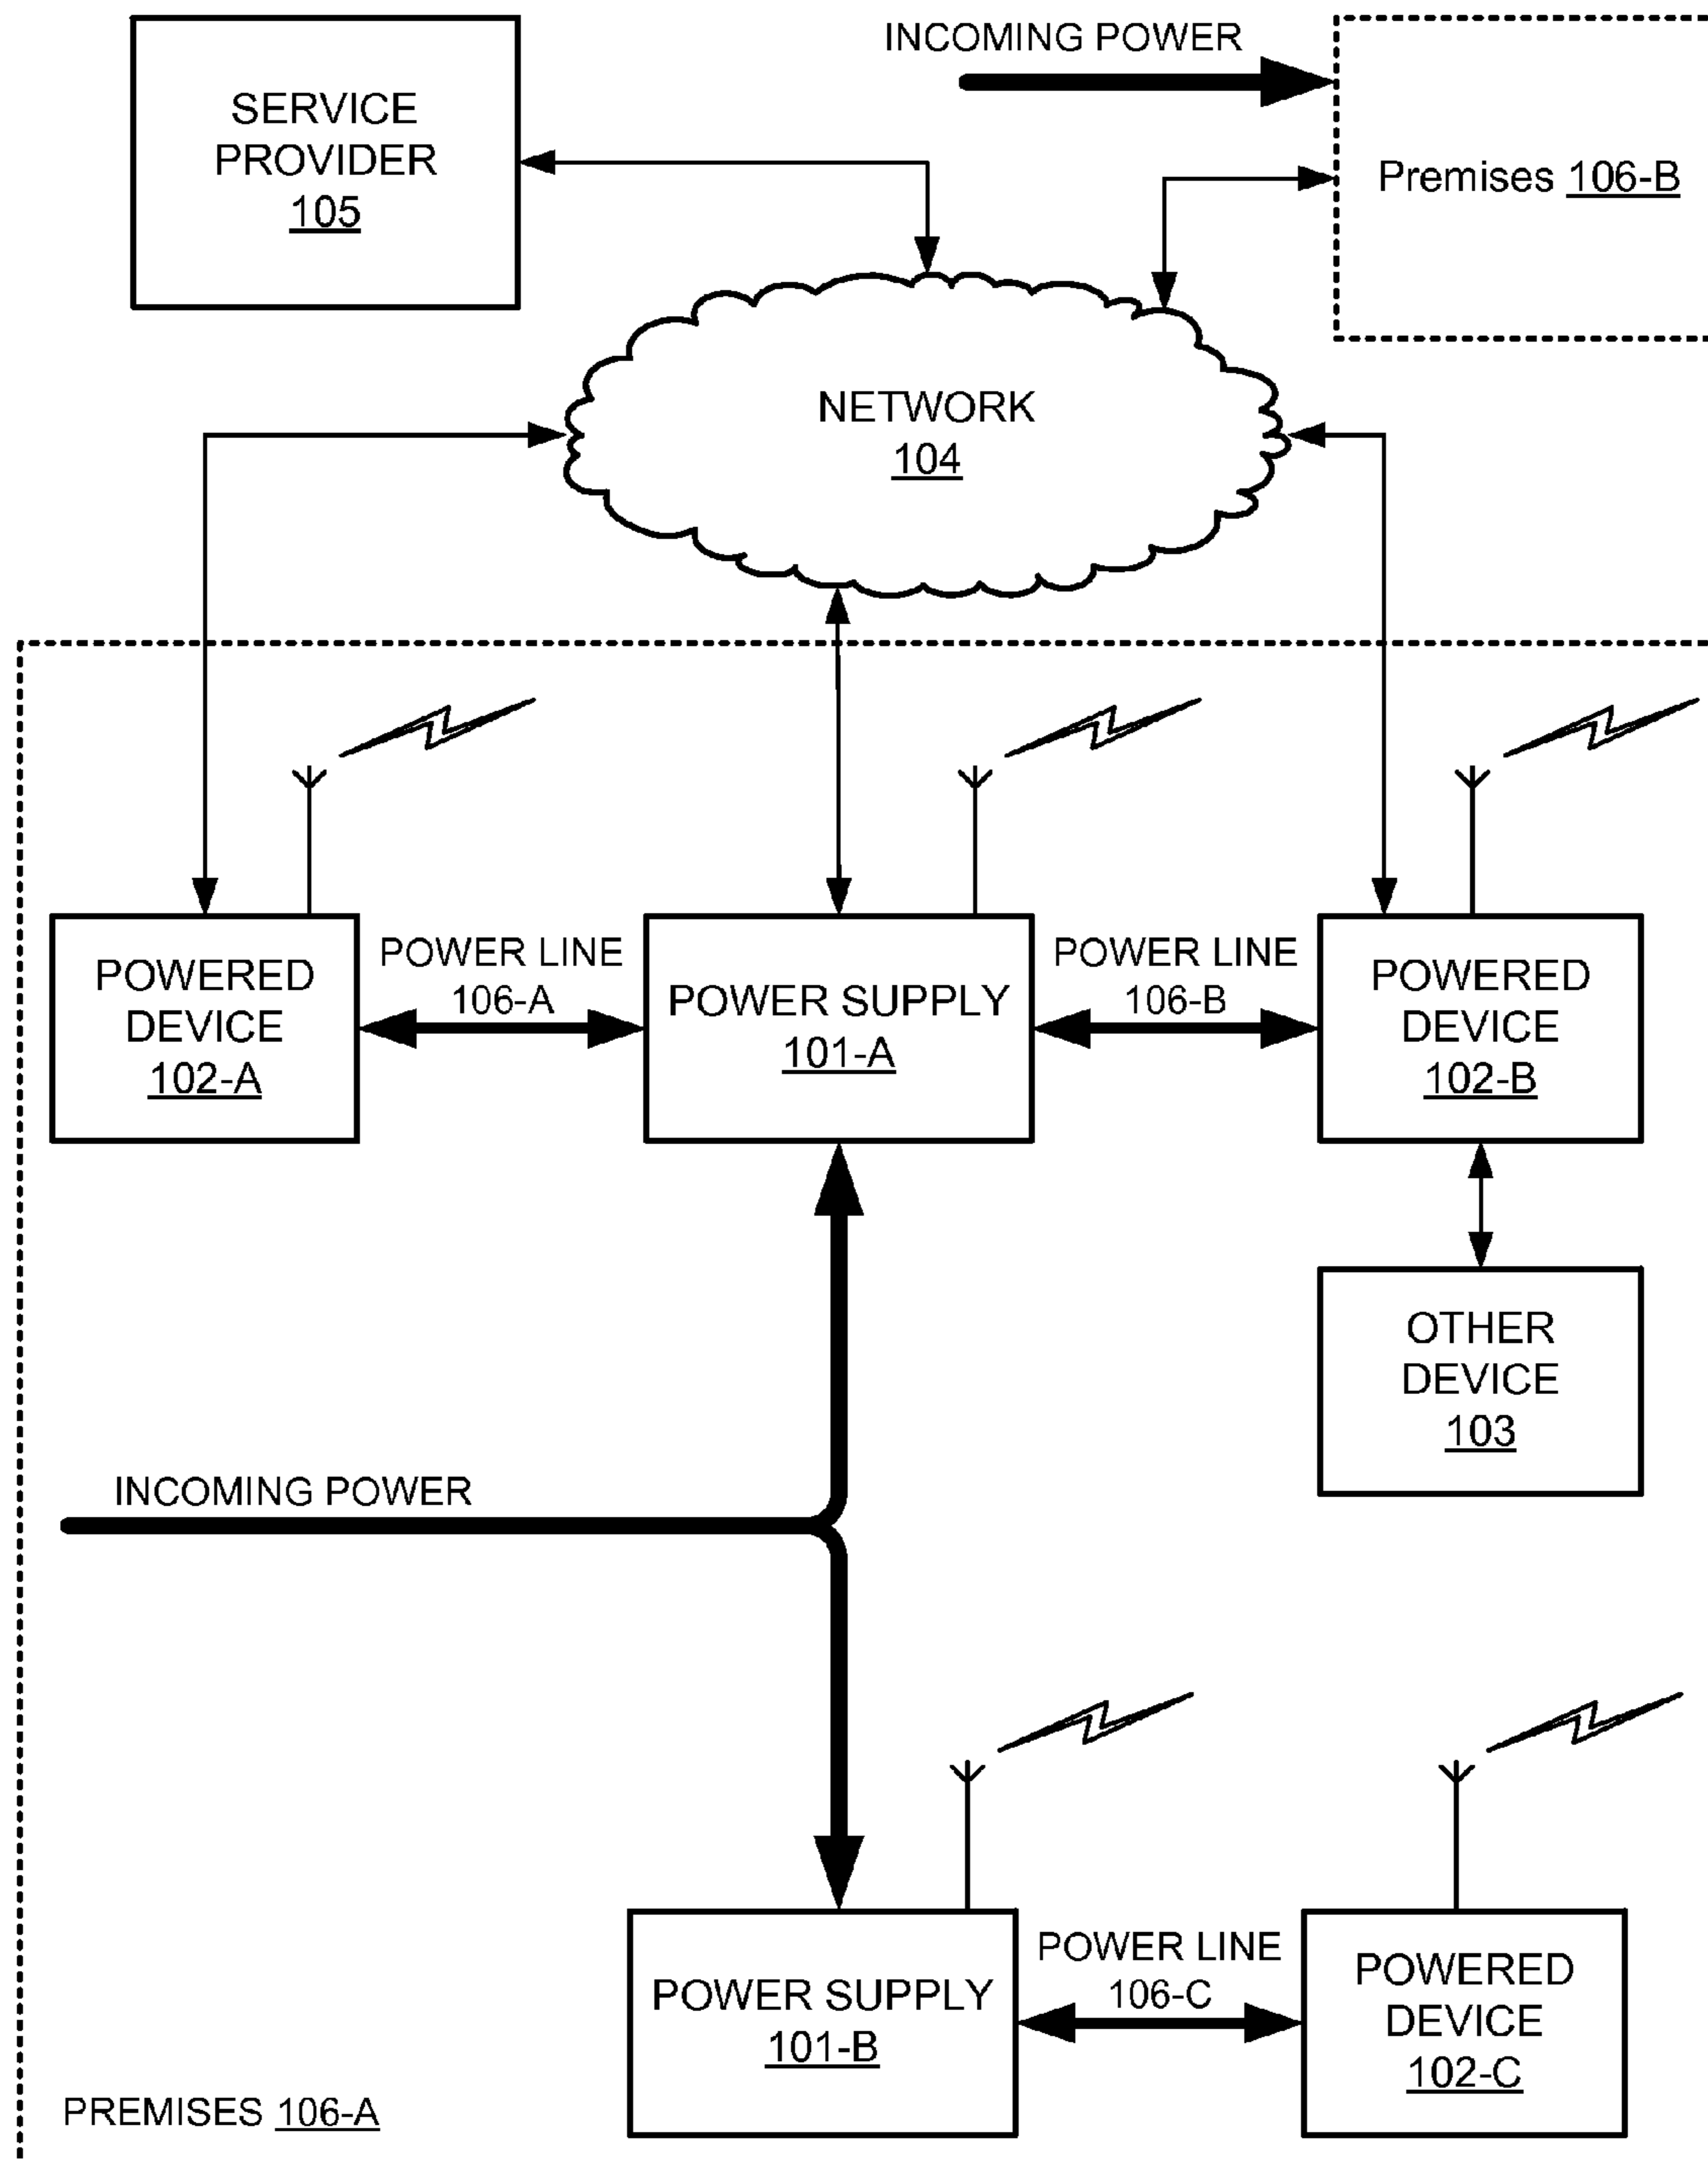 SERVICE
PROVIDER
105
INCOMING POWER
Premises 106-B
NETWORK
104
POWERED
DEVICE
102-A
POWER LINE
106-A
POWER SUPPLY
101-A
POWER LINE
106-B
POWERED
DEVICE
102-B
OTHER
DEVICE
103
INCOMING POWER
POWER SUPPLY
101-B
POWER LINE
106-C
POWERED
DEVICE
102-C
PREMISES 106-A